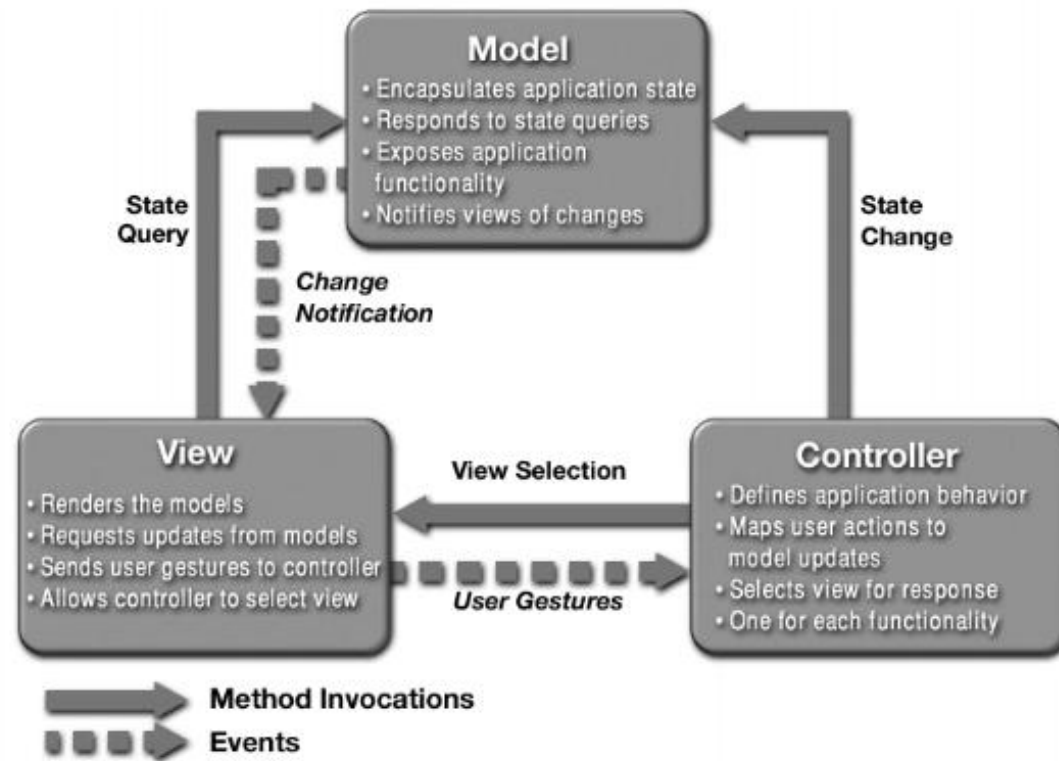 Model
• Encapsulates application state
• Responds to state queries
• Exposes application
functionality
• Notifies views of changes
State
Query
State
Change
Change
Notification
View
• Renders the models
• Requests updates from models
• Sends user gestures to controller
• Allows controller to select view
View Selection
User Gestures
Controller
• Defines application behavior
• Maps user actions to
model updates
• Selects view for response
• One for each functionality
Method Invocations
Events